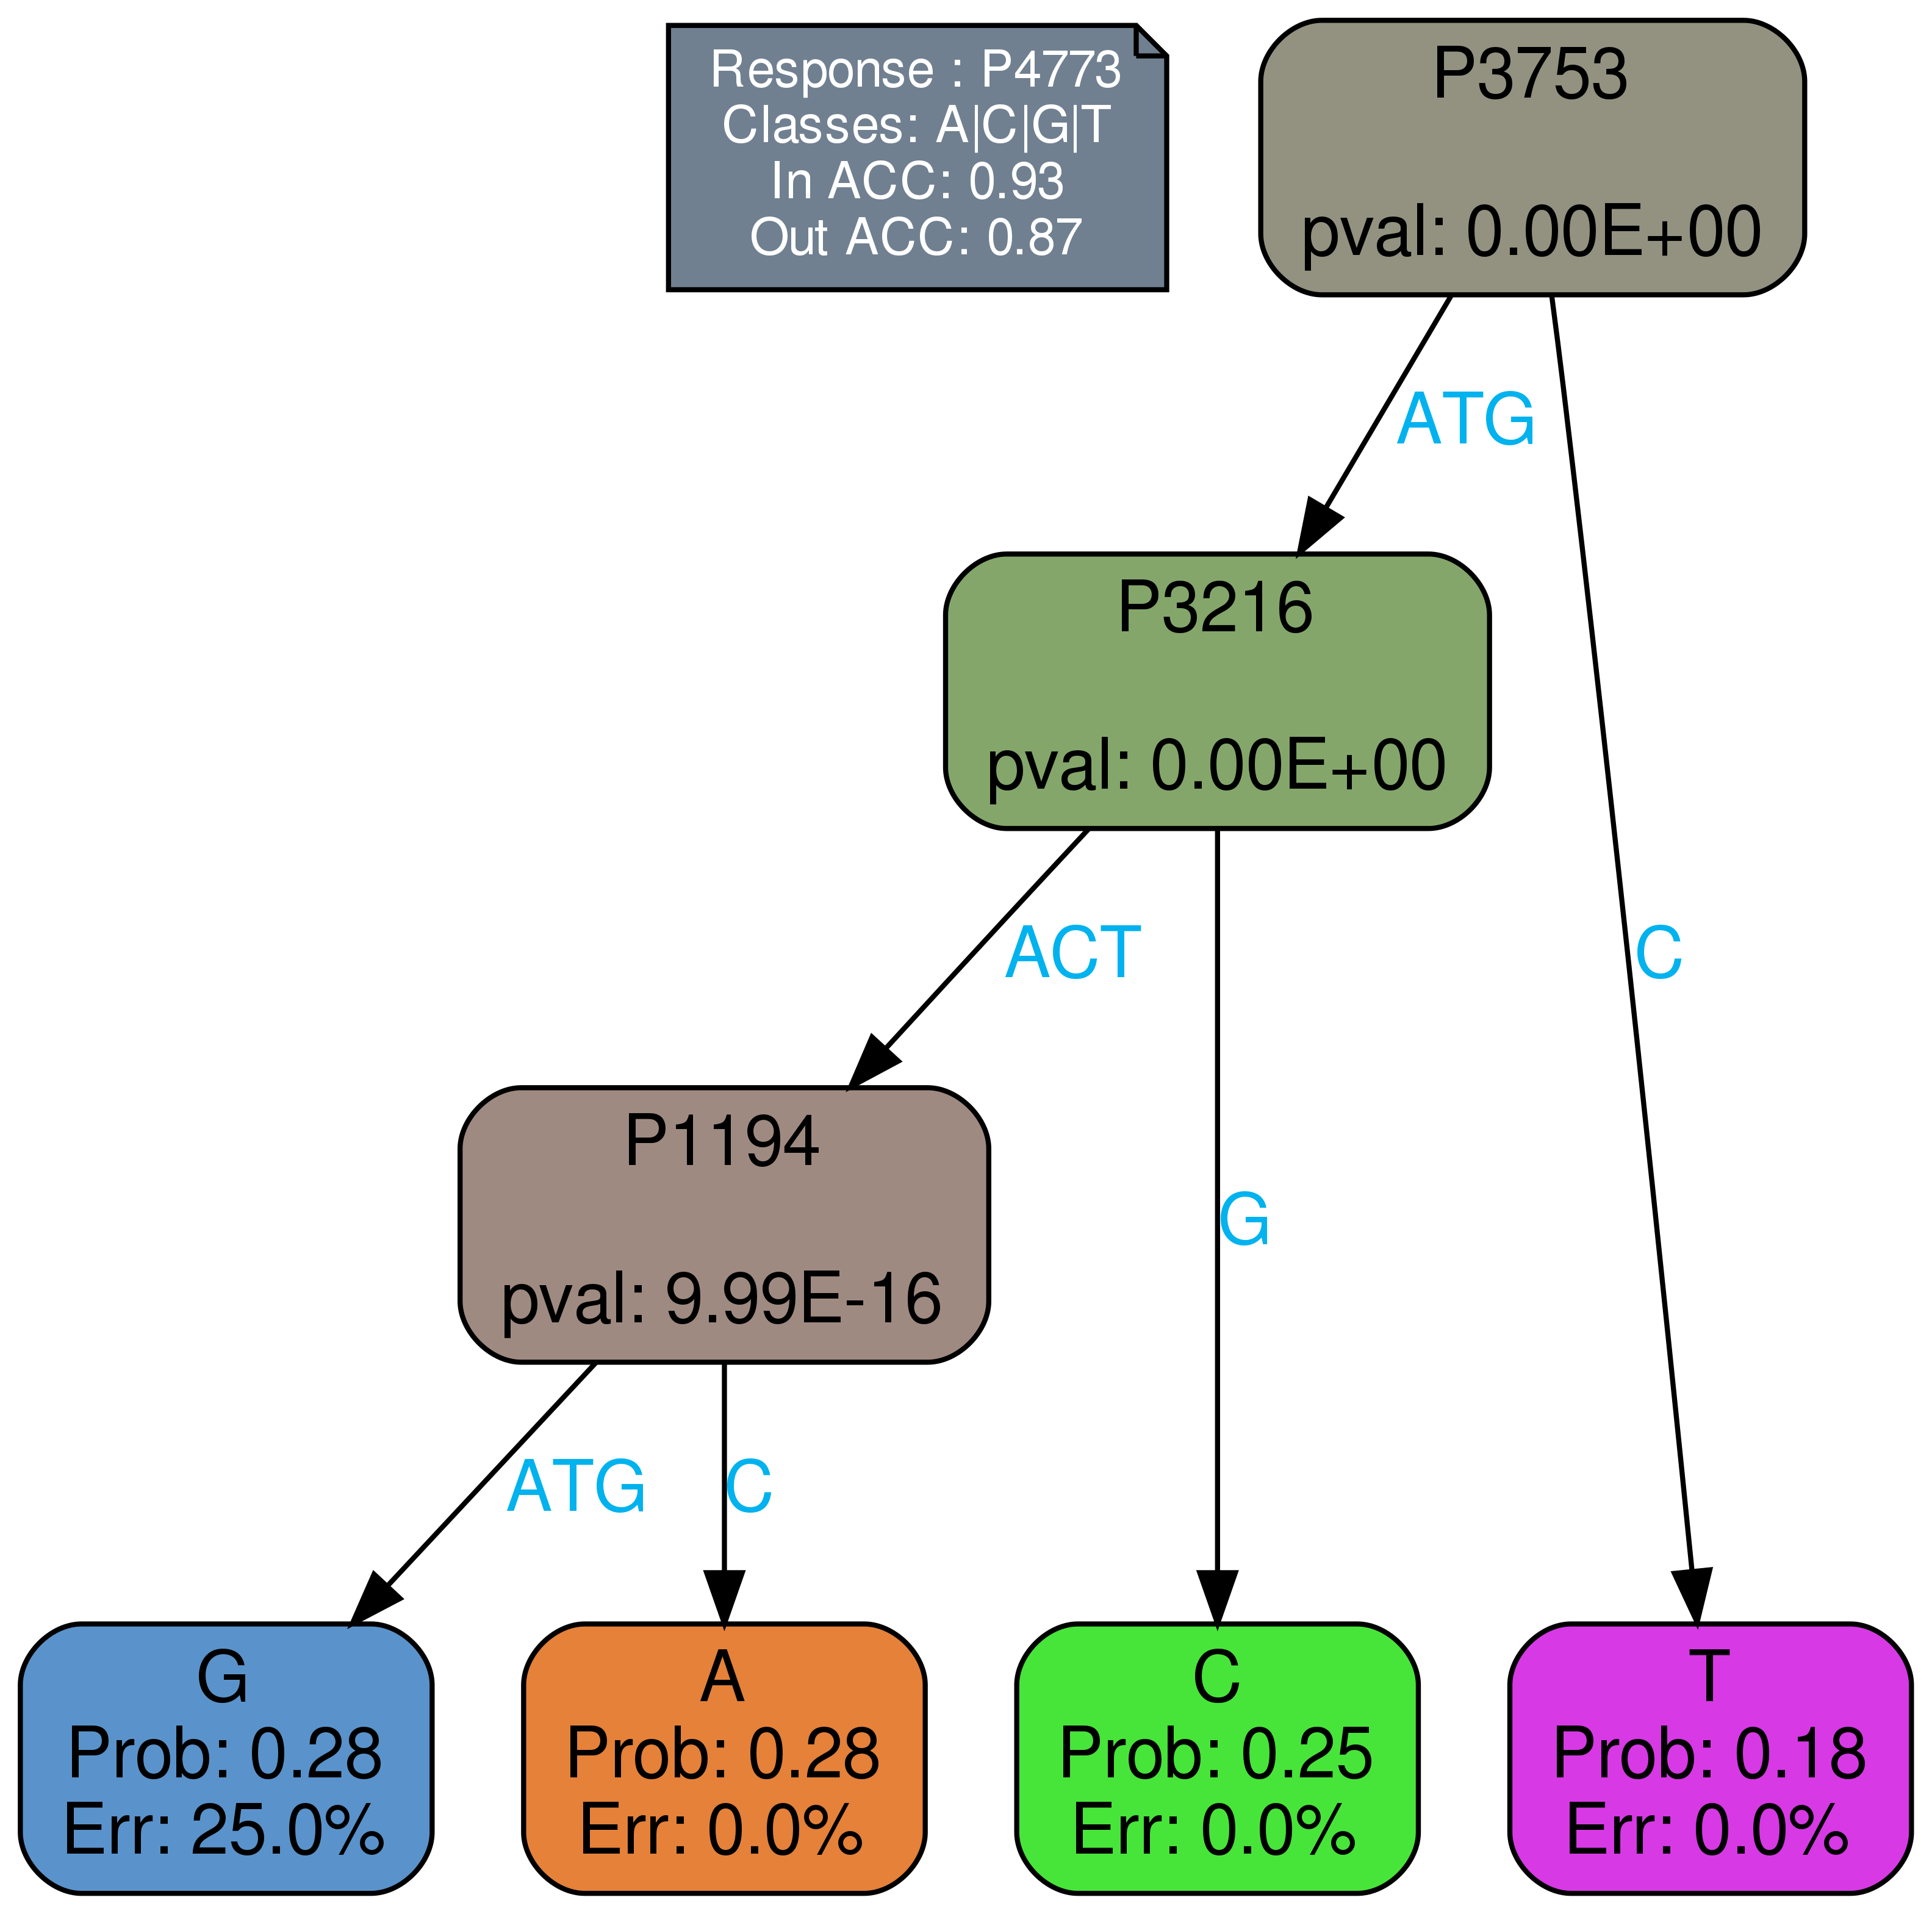 Response : P4773
Classes: A|C|G|T
In ACC: 0.93
Out ACC: 0.87
P3753
pval: 0.00E+00
ATG
P3216
pval: 0.00E+00
ACT
C
P1194
pval: 9.99E-16
G
ATG
C
G
Prob: 0.28
Err: 25.0%
A
Prob: 0.28
Err: 0.0%
C
Prob: 0.25
Err: 0.0%
T
Prob: 0.18
Err: 0.0%